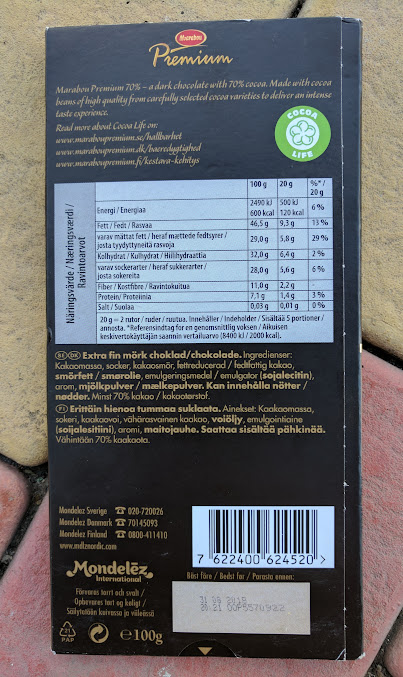 Marabou
Premium
Marabou Premium 70% – a dark chocolate with 70% cocoa. Made with cocoa
beans of high quality from carefully selected cocoa varieties to deliver an intense
taste experience.
Read more about Cocoa Life on:
www.maraboupremium.se/hallbarhet
www.maraboupremium.dk/baeredygtighed
www.maraboupremium.fi/kestava-kehitys
COCOA
LIFE
Näringsvärde / Næringsværdi /
Ravintoarvot
100 g 20 g %*/
20 g
Energi / Energiaa 2490 kJ 500 kJ 6 %
600 kcal 120 kcal
Fett / Fedt / Rasvaa 46,5 g 9,3 g 13 %
varav mättat fett / heraf mættede fedtsyrer / 29,0 g 5,8 g 29 %
josta tyydyttyneitä rasvoja
Kolhydrat / Kulhydrat / Hiilihydraattia 32,0 g 6,4 g 2 %
varav sockerarter / heraf sukkerarter / 28,0 g 5,6 g 6 %
josta sokereita
Fiber / Kostfibre / Ravintokuitua 11,0 g 2,2 g -
Protein/ Proteiinia 7,1 g 1,4 g 3 %
Salt / Suolaa 0,03 g 0,01 g 0 %
20 g = 2 rutor / ruder / ruutua. Innehåller / Indeholder / Sisältää 5 portioner /
annosta. *Referensindtag för en genomsnittlig vuxen / Aikuisen
keskivertokäyttäjän saannin vertailuarvo (8400 kJ / 2000 kcal).
SE DK Extra fin mörk choklad/chokolade. Ingredienser:
Kakaomassa, socker, kakaosmör, fettreducerad / fedtfattig kakao,
smörfett / smørolie, emulgeringsmedel / emulgator (sojalecitin),
arom, mjölkpulver / mælkepulver. Kan innehålla nötter /
nødder. Minst 70% kakao / kakaotørstof.
FI Erittäin hienoa tummaa suklaata. Ainekset: Kaakaomassa,
sokeri, kaakaovoi, vähärasvainen kaakao, voiöljy, emulgointiaine
(soijalesitiini), aromi, maitojauhe. Saattaa sisältää pähkinää.
Vähintään 70% kaakaota.
Mondelez Sverige ☎ 020-720026
Mondelez Danmark ☎ 70145093
Mondelez Finland ☎ 0800-411410
www.mdlznordic.com
Mondelēz
International
Förvaras torrt och svalt /
Opbevares tørt og køligt /
Säilytetään kuivassa ja viileässä
21
PAP
℮100g
7 622400 624520 >
Bäst före / Bedst før / Parasta ennen: